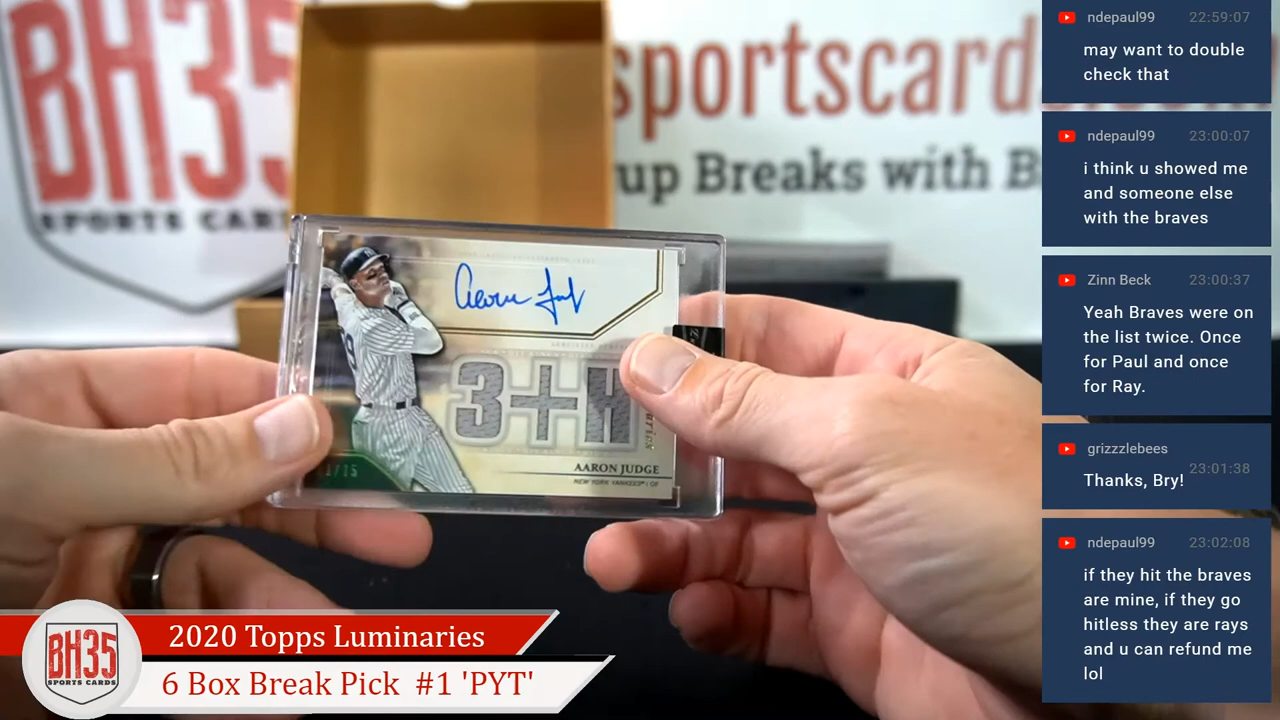 BH35
SPORTS CARDS
sportscards.com
up Breaks with B
Aaron Judge
3+H
/15
AARON JUDGE
NEW YORK YANKEES® | OF
ndepaul99 22:59:07
may want to double
check that
ndepaul99 23:00:07
i think u showed me
and someone else
with the braves
Zinn Beck 23:00:37
Yeah Braves were on
the list twice. Once
for Paul and once
for Ray.
grizzzlebees
23:01:38
Thanks, Bry!
ndepaul99 23:02:08
if they hit the braves
are mine, if they go
hitless they are rays
and u can refund me
lol
BH35
SPORTS CARDS
2020 Topps Luminaries
6 Box Break Pick #1 'PYT'